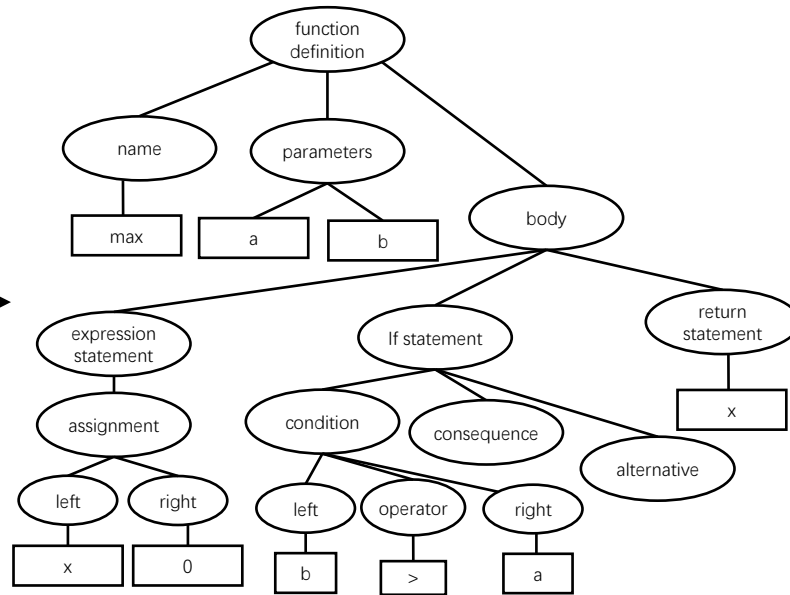 function
definition
name
parameters
max
a
b
body
expression
statement
If statement
return
statement
assignment
condition
consequence
x
alternative
left
right
left
operator
right
x
0
b
>
a